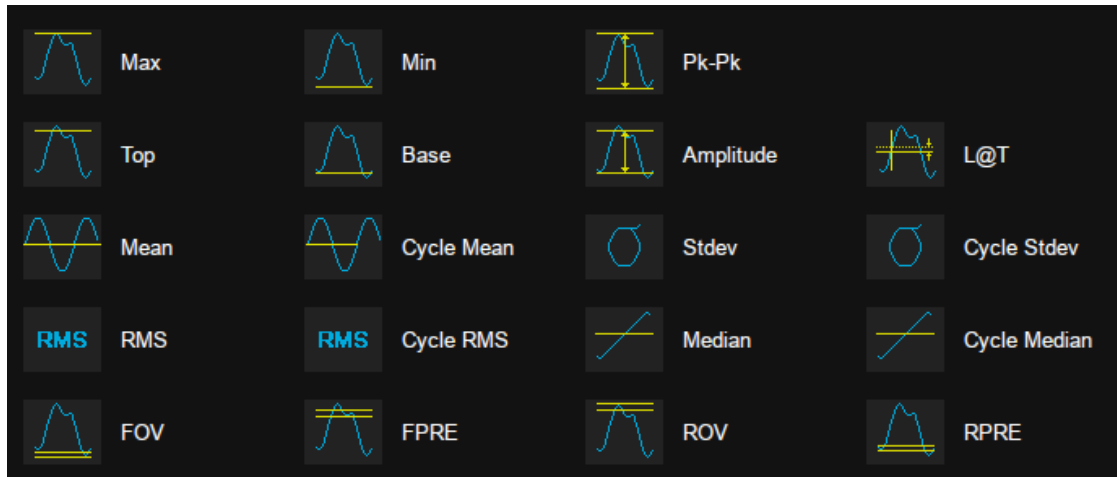 Max
Min
Pk-Pk
Top
Base
Amplitude
L@T
Mean
Cycle Mean
Stdev
Cycle Stdev
RMS RMS
RMS Cycle RMS
Median
Cycle Median
FOV
FPRE
ROV
RPRE